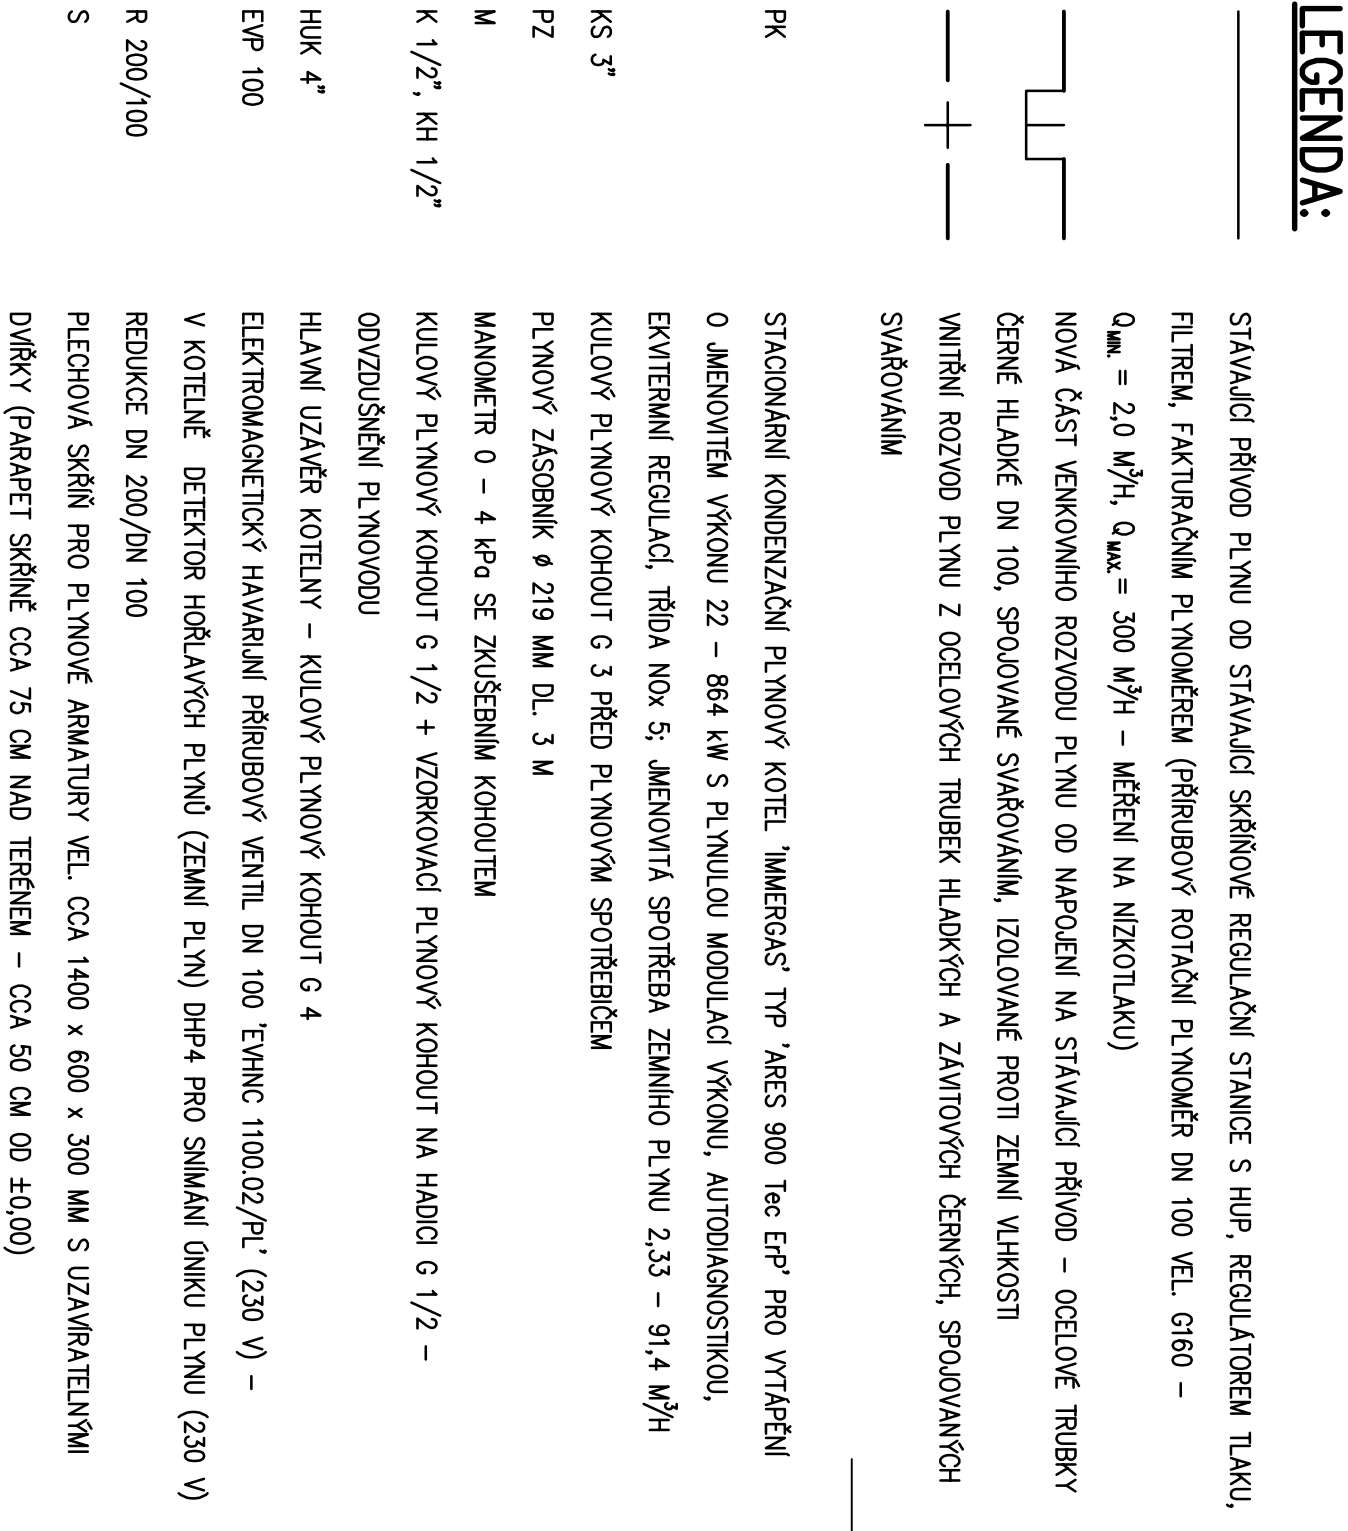 LEGENDA:
STÁVAJÍCÍ PŘÍVOD PLYNU OD STÁVAJÍCÍ SKŘÍŇOVÉ REGULAČNÍ STANICE S HUP, REGULÁTOREM TLAKU,
FILTREM, FAKTURAČNÍM PLYNOMĚREM (PŘÍRUBOVÝ ROTAČNÍ PLYNOMĚR DN 100 VEL. G160 –
Q MIN. = 2,0 M³/H, Q MAX. = 300 M³/H – MĚŘENÍ NA NÍZKOTLAKU)
NOVÁ ČÁST VENKOVNÍHO ROZVODU PLYNU OD NAPOJENÍ NA STÁVAJÍCÍ PŘÍVOD – OCELOVÉ TRUBKY
ČERNÉ HLADKÉ DN 100, SPOJOVANÉ SVAŘOVÁNÍM, IZOLOVANÉ PROTI ZEMNÍ VLHKOSTI
VNITŘNÍ ROZVOD PLYNU Z OCELOVÝCH TRUBEK HLADKÝCH A ZÁVITOVÝCH ČERNÝCH, SPOJOVANÝCH
SVAŘOVÁNÍM
PK STACIONÁRNÍ KONDENZAČNÍ PLYNOVÝ KOTEL 'IMMERGAS' TYP 'ARES 900 Tec ErP' PRO VYTÁPĚNÍ
O JMENOVITÉM VÝKONU 22 – 864 kW S PLYNULOU MODULACÍ VÝKONU, AUTODIAGNOSTIKOU,
EKVITERMNÍ REGULACÍ, TŘÍDA NOx 5; JMENOVITÁ SPOTŘEBA ZEMNÍHO PLYNU 2,33 – 91,4 M³/H
KS 3" KULOVÝ PLYNOVÝ KOHOUT G 3 PŘED PLYNOVÝM SPOTŘEBIČEM
PZ PLYNOVÝ ZÁSOBNÍK ø 219 MM DL. 3 M
M MANOMETR 0 – 4 kPa SE ZKUŠEBNÍM KOHOUTEM
K 1/2", KH 1/2" KULOVÝ PLYNOVÝ KOHOUT G 1/2 + VZORKOVACÍ PLYNOVÝ KOHOUT NA HADICI G 1/2 –
ODVZDUŠNĚNÍ PLYNOVODU
HUK 4" HLAVNÍ UZÁVĚR KOTELNY – KULOVÝ PLYNOVÝ KOHOUT G 4
EVP 100 ELEKTROMAGNETICKÝ HAVARIJNÍ PŘÍRUBOVÝ VENTIL DN 100 'EVHNC 1100.02/PL' (230 V) –
V KOTELNĚ DETEKTOR HOŘLAVÝCH PLYNŮ (ZEMNÍ PLYN) DHP4 PRO SNÍMÁNÍ ÚNIKU PLYNU (230 V)
R 200/100 REDUKCE DN 200/DN 100
S PLECHOVÁ SKŘÍŇ PRO PLYNOVÉ ARMATURY VEL. CCA 1400 x 600 x 300 MM S UZAVÍRATELNÝMI
DVÍŘKY (PARAPET SKŘÍNĚ CCA 75 CM NAD TERÉNEM – CCA 50 CM OD ±0,00)